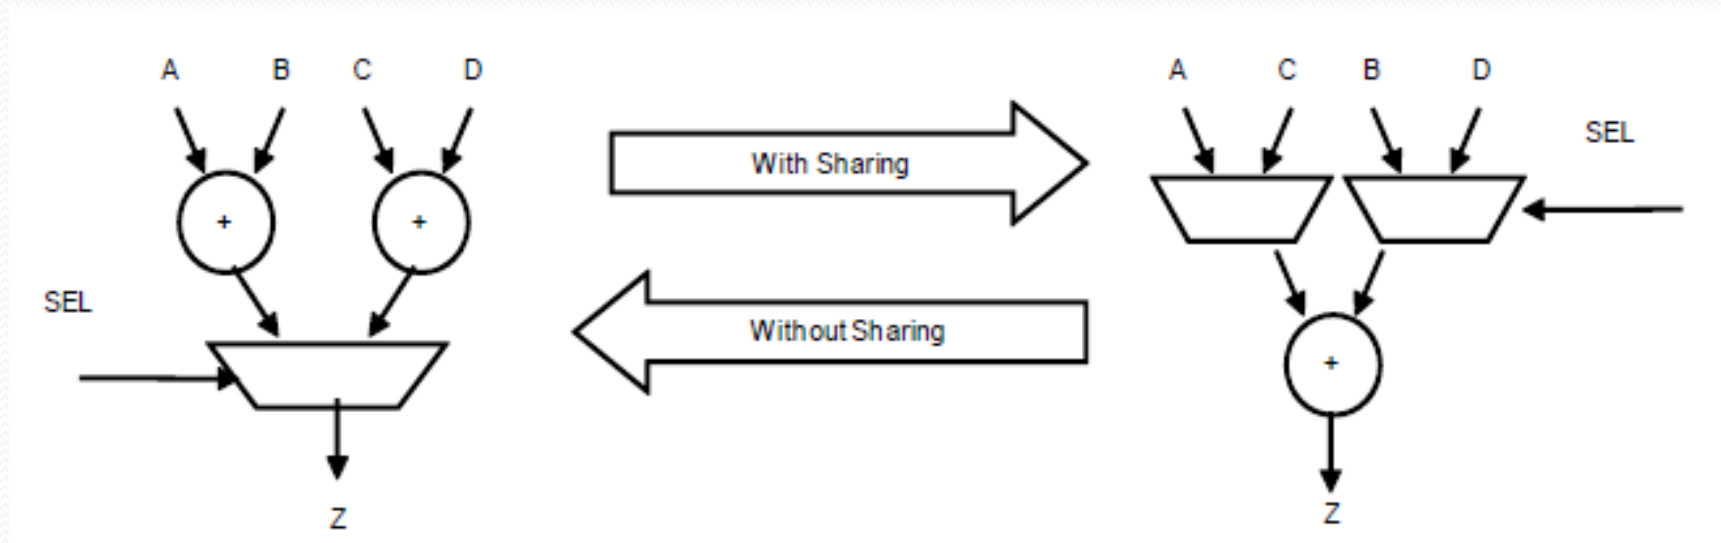 A B C D
+ +
SEL
Z
With Sharing
Without Sharing
A C B D
SEL
+
Z